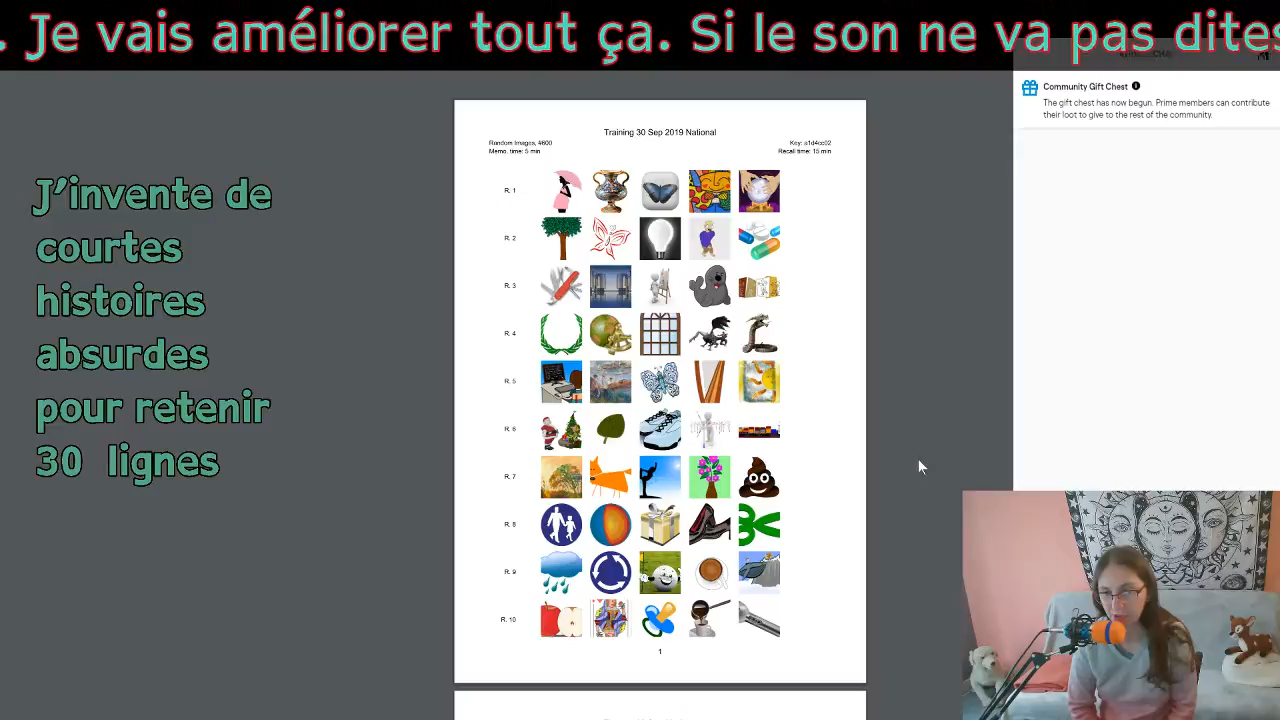 . Je vais améliorer tout ça. Si le son ne va pas dites
Community Gift Chest
The gift chest has now begun. Prime members can contribute
their loot to give to the rest of the community.
J'invente de
courtes
histoires
absurdes
pour retenir
30 lignes
Training 30 Sep 2019 National
Random Images, #600
Key: a1d4cc02
Memo. time: 5 min
Recall time: 15 min
R. 1
R. 2
R. 3
R. 4
R. 5
R. 6
R. 7
R. 8
R. 9
R. 10
1